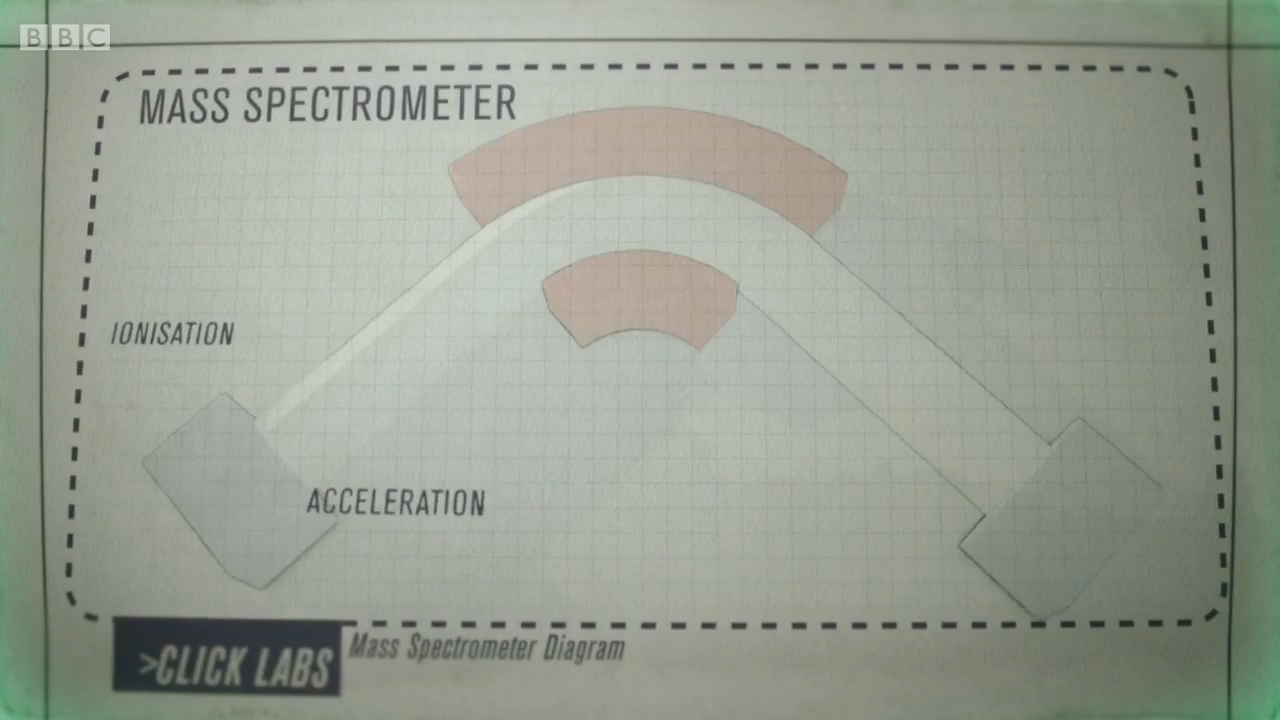 BBC
MASS SPECTROMETER
IONISATION
ACCELERATION
>CLICK LABS
Mass Spectrometer Diagram